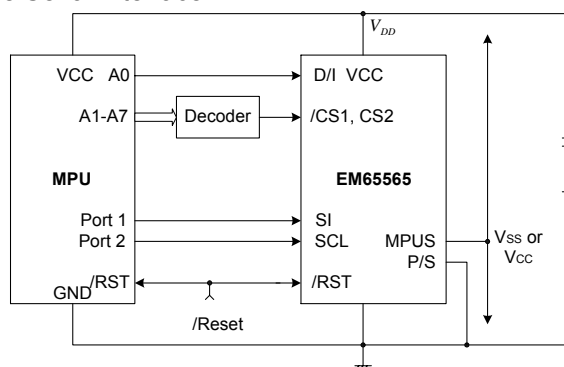 V_DD
VCC A0
D/I VCC
A1-A7
Decoder
/CS1, CS2
MPU
EM65565
Port 1
SI
Port 2
SCL
MPUS
VSS or
VCC
P/S
/RST
/RST
GND
/Reset